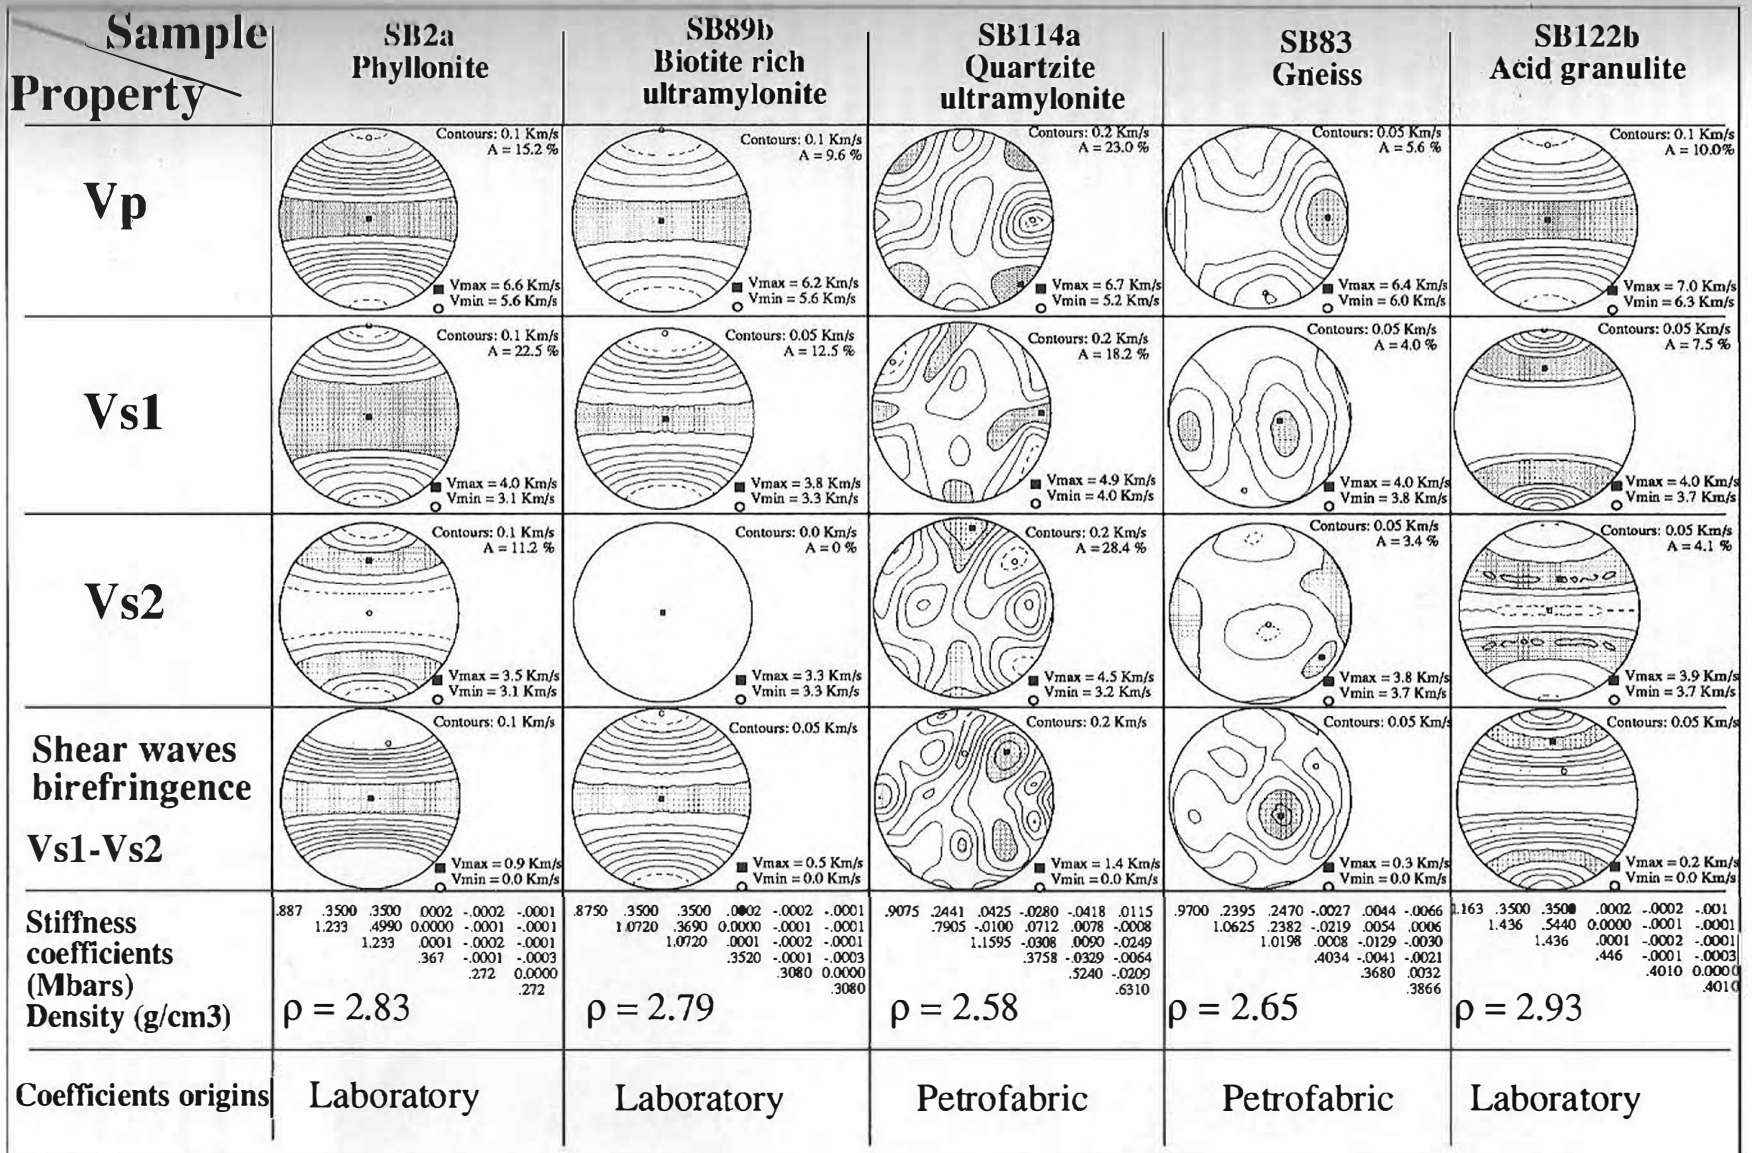 Sample
Property
SB2a
Phyllonite
SB89b
Biotite rich
ultramylonite
SB114a
Quartzite
ultramylonite
SB83
Gneiss
SB122b
Acid granulite
Vp
Contours: 0.1 Km/s
A = 15.2 %
Vmax = 6.6 Km/s
Vmin = 5.6 Km/s
Contours: 0.1 Km/s
A = 9.6 %
Vmax = 6.2 Km/s
Vmin = 5.6 Km/s
Contours: 0.2 Km/s
A = 23.0 %
Vmax = 6.7 Km/s
Vmin = 5.2 Km/s
Contours: 0.05 Km/s
A = 5.6 %
Vmax = 6.4 Km/s
Vmin = 6.0 Km/s
Contours: 0.1 Km/s
A = 10.0%
Vmax = 7.0 Km/s
Vmin = 6.3 Km/s
Vs1
Contours: 0.1 Km/s
A = 22.5 %
Vmax = 4.0 Km/s
Vmin = 3.1 Km/s
Contours: 0.05 Km/s
A = 12.5 %
Vmax = 3.8 Km/s
Vmin = 3.3 Km/s
Contours: 0.2 Km/s
A = 18.2 %
Vmax = 4.9 Km/s
Vmin = 4.0 Km/s
Contours: 0.05 Km/s
A = 4.0 %
Vmax = 4.0 Km/s
Vmin = 3.8 Km/s
Contours: 0.05 Km/s
A = 7.5 %
Vmax = 4.0 Km/s
Vmin = 3.7 Km/s
Vs2
Contours: 0.1 Km/s
A = 11.2 %
Vmax = 3.5 Km/s
Vmin = 3.1 Km/s
Contours: 0.0 Km/s
A = 0 %
Vmax = 3.3 Km/s
Vmin = 3.3 Km/s
Contours: 0.2 Km/s
A = 28.4 %
Vmax = 4.5 Km/s
Vmin = 3.2 Km/s
Contours: 0.05 Km/s
A = 3.4 %
Vmax = 3.8 Km/s
Vmin = 3.7 Km/s
Contours: 0.05 Km/s
A = 4.1 %
Vmax = 3.9 Km/s
Vmin = 3.7 Km/s
Shear waves
birefringence
Vs1-Vs2
Contours: 0.1 Km/s
Vmax = 0.9 Km/s
Vmin = 0.0 Km/s
Contours: 0.05 Km/s
Vmax = 0.5 Km/s
Vmin = 0.0 Km/s
Contours: 0.2 Km/s
Vmax = 1.4 Km/s
Vmin = 0.0 Km/s
Contours: 0.05 Km/s
Vmax = 0.3 Km/s
Vmin = 0.0 Km/s
Contours: 0.05 Km/s
Vmax = 0.2 Km/s
Vmin = 0.0 Km/s
Stiffness
coefficients
(Mbars)
Density (g/cm3)
.887 .3500 .3500 .0002 -.0002 -.0001
1.233 .4990 0.0000 -.0001 -.0001
1.233 .0001 -.0002 -.0001
.367 -.0001 -.0003
.272 0.0000
.272
ρ = 2.83
.8750 .3500 .3500 .0002 -.0002 -.0001
1.0720 .3690 0.0000 -.0001 -.0001
1.0720 .0001 -.0002 -.0001
.3520 -.0001 -.0003
.3080 0.0000
.3080
ρ = 2.79
.9075 .2441 .0425 -.0280 -.0418 .0115
.7905 -.0100 .0712 .0078 -.0008
1.1595 -.0308 .0090 -.0249
.3758 -.0329 -.0064
.5240 -.0209
.6310
ρ = 2.58
.9700 .2395 .2470 -.0027 .0044 -.0066
1.0625 .2382 -.0219 .0054 .0006
1.0198 .0008 -.0129 -.0030
.4034 -.0041 -.0021
.3680 .0032
.3866
ρ = 2.65
1.163 .3500 .3500 .0002 -.0002 -.001
1.436 .5440 0.0000 -.0001 -.0001
1.436 .0001 -.0002 -.0001
.446 -.0001 -.0003
.4010 0.0000
.4010
ρ = 2.93
Coefficients origins
Laboratory
Laboratory
Petrofabric
Petrofabric
Laboratory